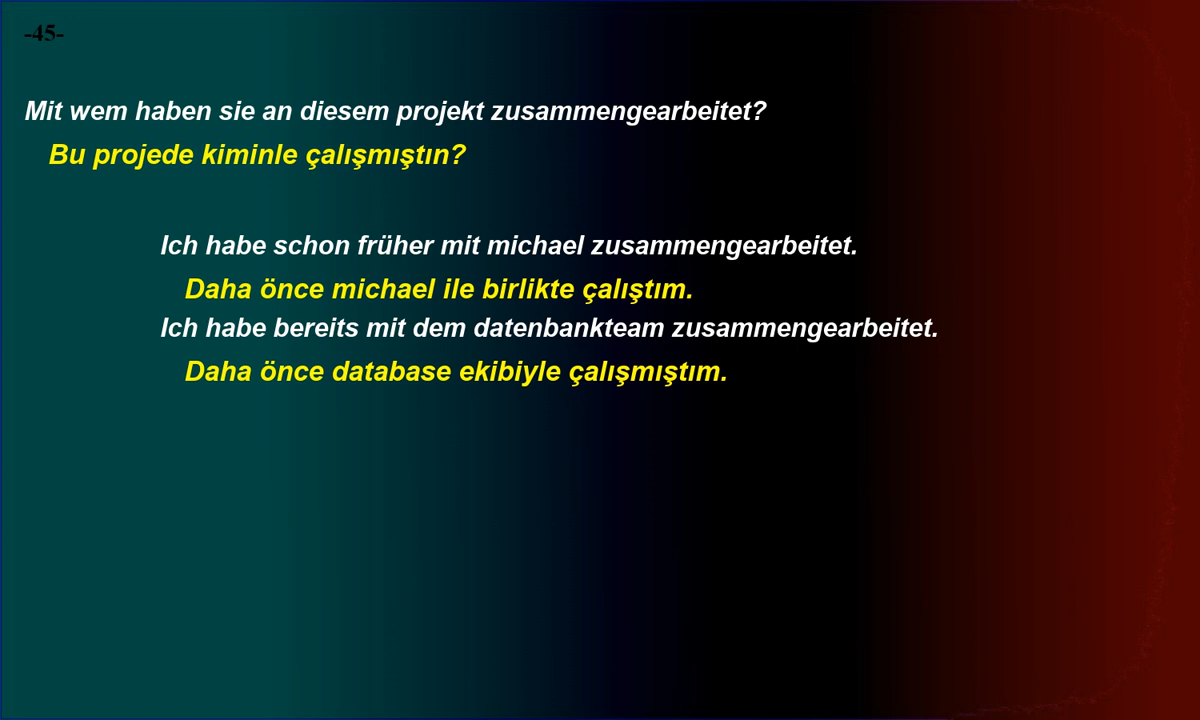 -45-
Mit wem haben sie an diesem projekt zusammengearbeitet?
Bu projede kiminle çalışmıştın?
Ich habe schon früher mit michael zusammengearbeitet.
Daha önce michael ile birlikte çalıştım.
Ich habe bereits mit dem datenbankteam zusammengearbeitet.
Daha önce database ekibiyle çalışmıştım.